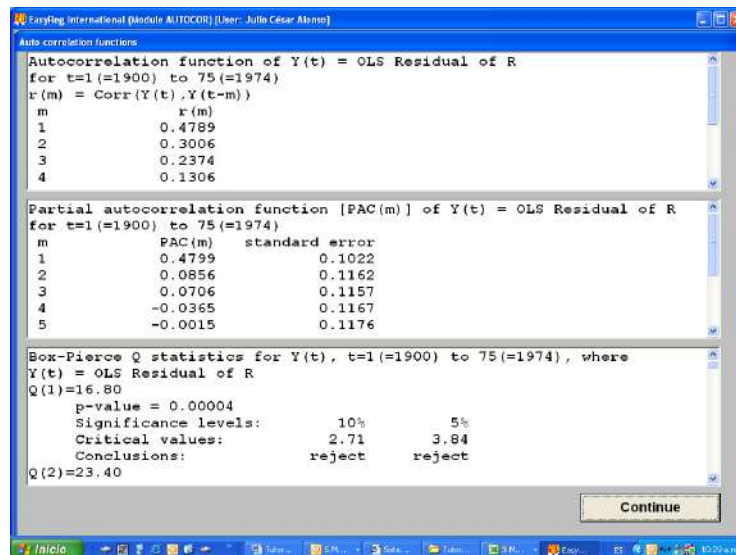 EasyReg International (Module AUTOCOR) [User: Julio César Alonso]
Auto correlation functions
Autocorrelation function of Y(t) = OLS Residual of R
for t=1(=1900) to 75(=1974)
r(m) = Corr(Y(t),Y(t-m))
m r(m)
1 0.4789
2 0.3006
3 0.2374
4 0.1306
Partial autocorrelation function [PAC(m)] of Y(t) = OLS Residual of R
for t=1(=1900) to 75(=1974)
m PAC(m) standard error
1 0.4799 0.1022
2 0.0856 0.1162
3 0.0706 0.1157
4 -0.0365 0.1167
5 -0.0015 0.1176
Box-Pierce Q statistics for Y(t), t=1(=1900) to 75(=1974), where
Y(t) = OLS Residual of R
Q(1)=16.80
p-value = 0.00004
Significance levels: 10% 5%
Critical values: 2.71 3.84
Conclusions: reject reject
Q(2)=23.40
Continue
Inicio ES